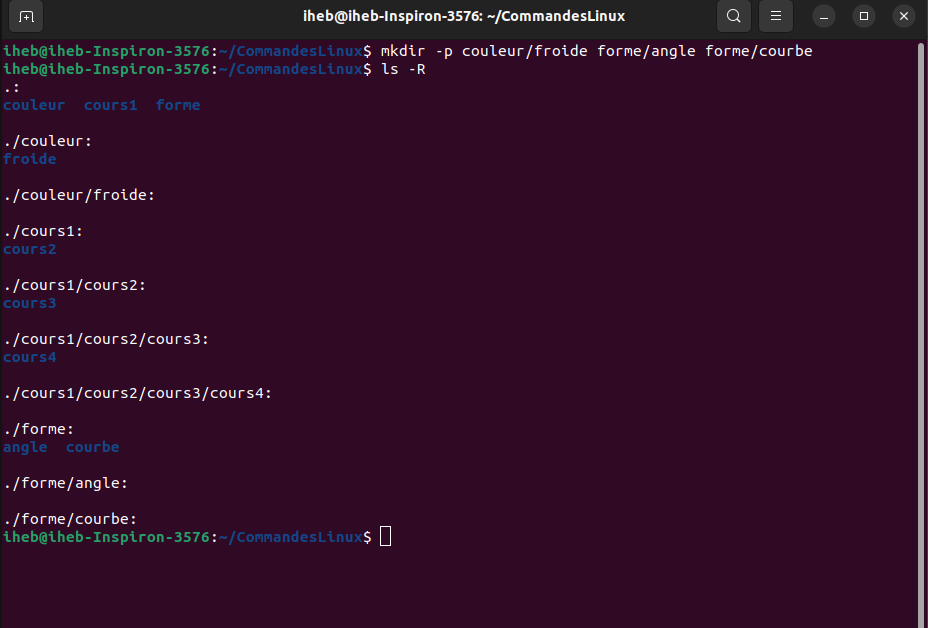 iheb@iheb-Inspiron-3576: ~/CommandesLinux
iheb@iheb-Inspiron-3576:~/CommandesLinux$ mkdir -p couleur/froide forme/angle forme/courbe
iheb@iheb-Inspiron-3576:~/CommandesLinux$ ls -R
.:
couleur  cours1  forme
./couleur:
froide
./couleur/froide:
./cours1:
cours2
./cours1/cours2:
cours3
./cours1/cours2/cours3:
cours4
./cours1/cours2/cours3/cours4:
./forme:
angle  courbe
./forme/angle:
./forme/courbe:
iheb@iheb-Inspiron-3576:~/CommandesLinux$